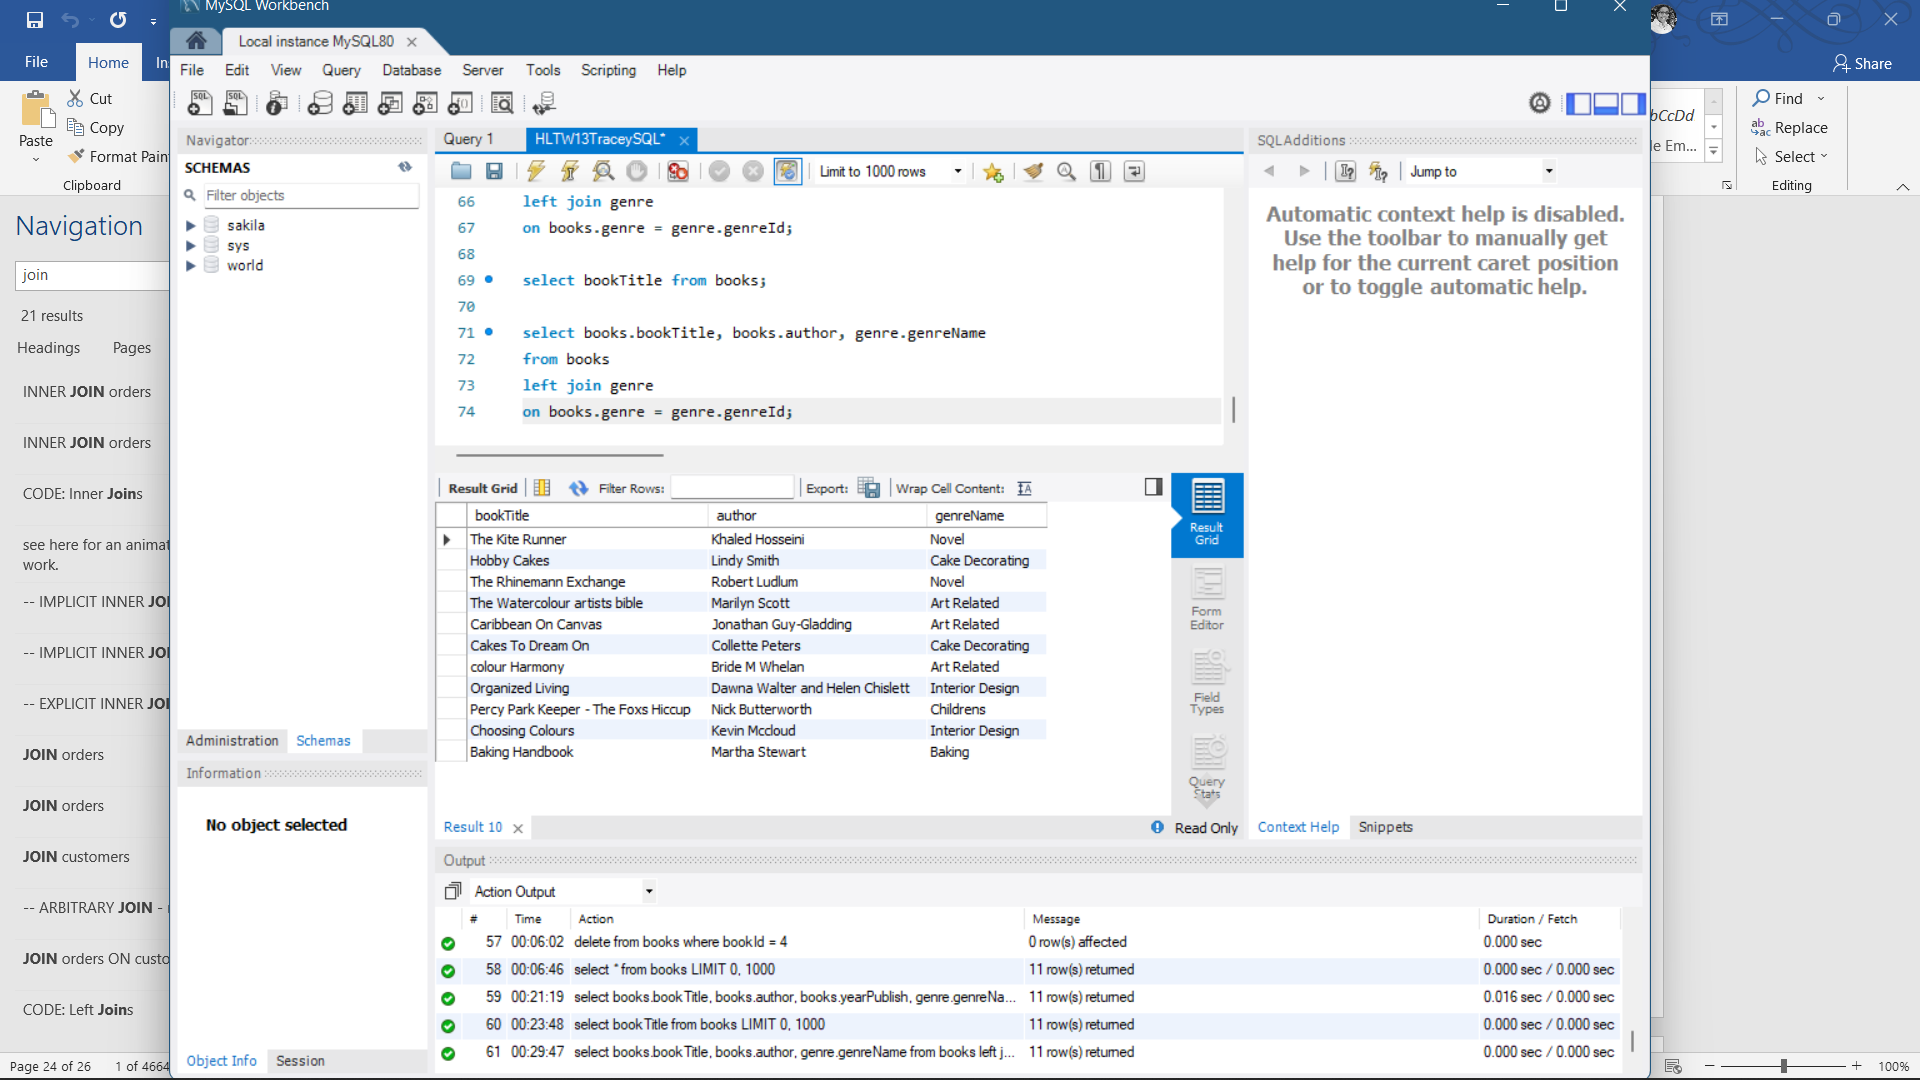 MySQL Workbench
Local instance MySQL80
File Edit View Query Database Server Tools Scripting Help
File Home
Share
Cut
Copy
Format Pain
Paste
Clipboard
Find
Replace
Select
Editing
bCcDd
le Em...
Navigation
join
21 results
Headings Pages
INNER JOIN orders
INNER JOIN orders
CODE: Inner Joins
see here for an animat
work.
-- IMPLICIT INNER JOI
-- IMPLICIT INNER JOI
-- EXPLICIT INNER JOI
JOIN orders
JOIN orders
JOIN customers
-- ARBITRARY JOIN -
JOIN orders ON custo
CODE: Left Joins
Page 24 of 26 1 of 4664
100%
Navigator
SCHEMAS
Filter objects
sakila
sys
world
Administration Schemas
Information
No object selected
Object Info Session
Query 1 HLTW13TraceySQL*
Limit to 1000 rows
66 left join genre
67 on books.genre = genre.genreId;
68
69 select bookTitle from books;
70
71 select books.bookTitle, books.author, genre.genreName
72 from books
73 left join genre
74 on books.genre = genre.genreId;
Result Grid Filter Rows: Export: Wrap Cell Content:
bookTitle author genreName
The Kite Runner Khaled Hosseini Novel
Hobby Cakes Lindy Smith Cake Decorating
The Rhinemann Exchange Robert Ludlum Novel
The Watercolour artists bible Marilyn Scott Art Related
Caribbean On Canvas Jonathan Guy-Gladding Art Related
Cakes To Dream On Collette Peters Cake Decorating
colour Harmony Bride M Whelan Art Related
Organized Living Dawna Walter and Helen Chislett Interior Design
Percy Park Keeper - The Foxs Hiccup Nick Butterworth Childrens
Choosing Colours Kevin Mccloud Interior Design
Baking Handbook Martha Stewart Baking
Result
Grid
Form
Editor
Field
Types
Query
Stats
Result 10
Read Only
SQLAdditions
Jump to
Automatic context help is disabled.
Use the toolbar to manually get
help for the current caret position
or to toggle automatic help.
Context Help Snippets
Output
Action Output
# Time Action Message Duration / Fetch
57 00:06:02 delete from books where bookId = 4 0 row(s) affected 0.000 sec
58 00:06:46 select * from books LIMIT 0, 1000 11 row(s) returned 0.000 sec / 0.000 sec
59 00:21:19 select books.bookTitle, books.author, books.yearPublish, genre.genreNa... 11 row(s) returned 0.016 sec / 0.000 sec
60 00:23:48 select bookTitle from books LIMIT 0, 1000 11 row(s) returned 0.000 sec / 0.000 sec
61 00:29:47 select books.bookTitle, books.author, genre.genreName from books left j... 11 row(s) returned 0.000 sec / 0.000 sec